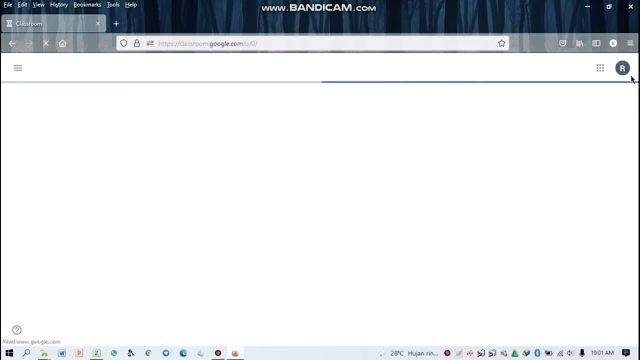 www.BANDICAM.com
File Edit View History Bookmarks Tools Help
Classroom
https://classroom.google.com/u/0/
R
Read www.google.com
28°C Hujan rin... 10:01 AM